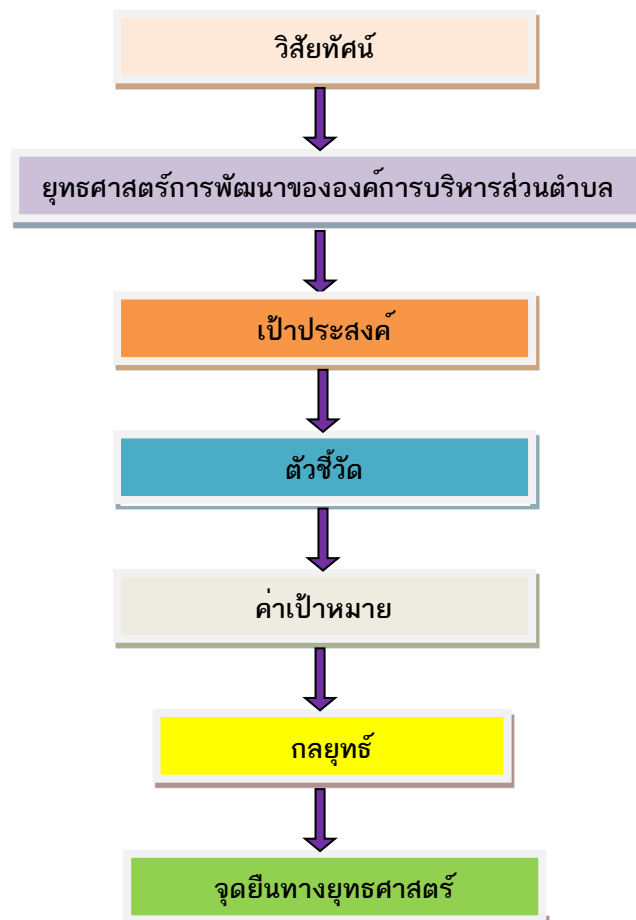 วิสัยทัศน์
ยุทธศาสตร์การพัฒนาขององค์การบริหารส่วนตำบล
เป้าประสงค์
ตัวชี้วัด
ค่าเป้าหมาย
กลยุทธ์
จุดยืนทางยุทธศาสตร์